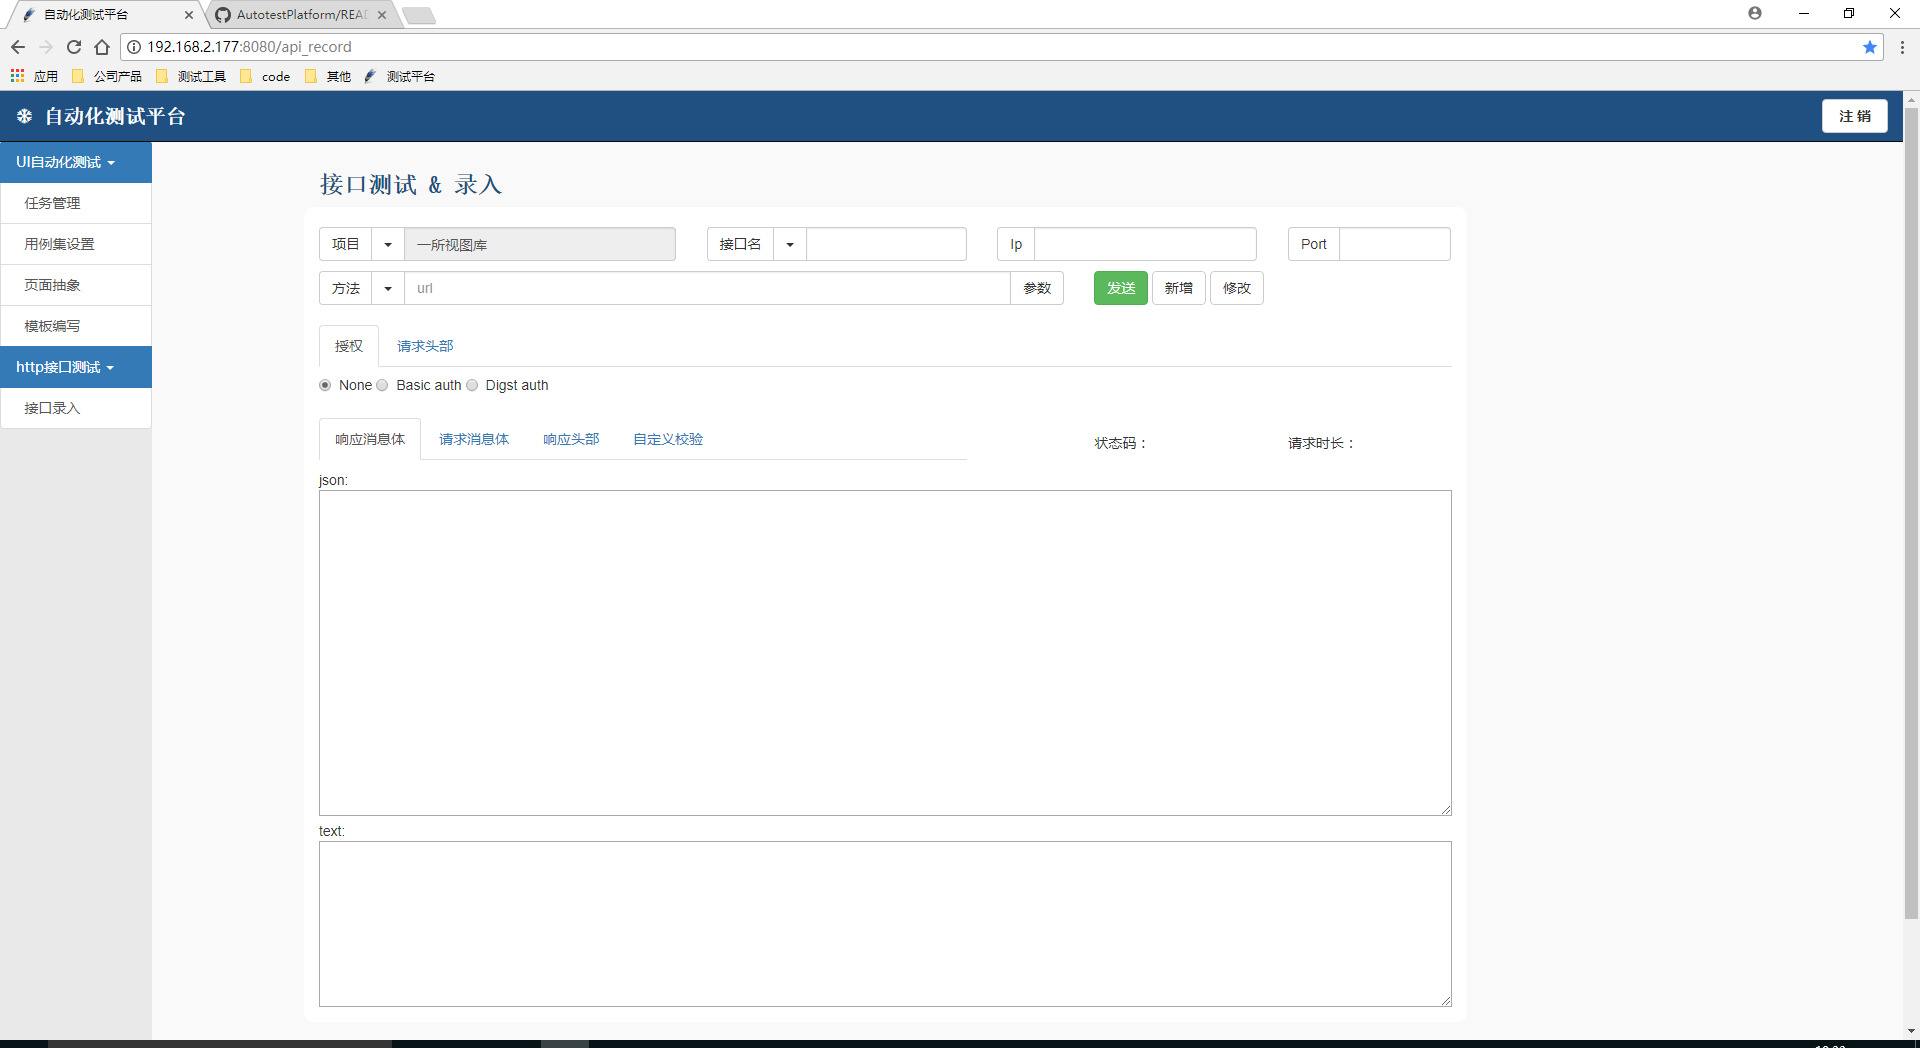 自动化测试平台
AutotestPlatform/READ
192.168.2.177:8080/api_record
应用 公司产品 测试工具 code 其他 测试平台
自动化测试平台 注 销
UI自动化测试
任务管理
用例集设置
页面抽象
模板编写
http接口测试
接口录入
接口测试 & 录入
项目 一所视图库 接口名 Ip Port
方法 url 参数 发送 新增 修改
授权 请求头部
None Basic auth Digst auth
响应消息体 请求消息体 响应头部 自定义校验 状态码： 请求时长：
json:
text: